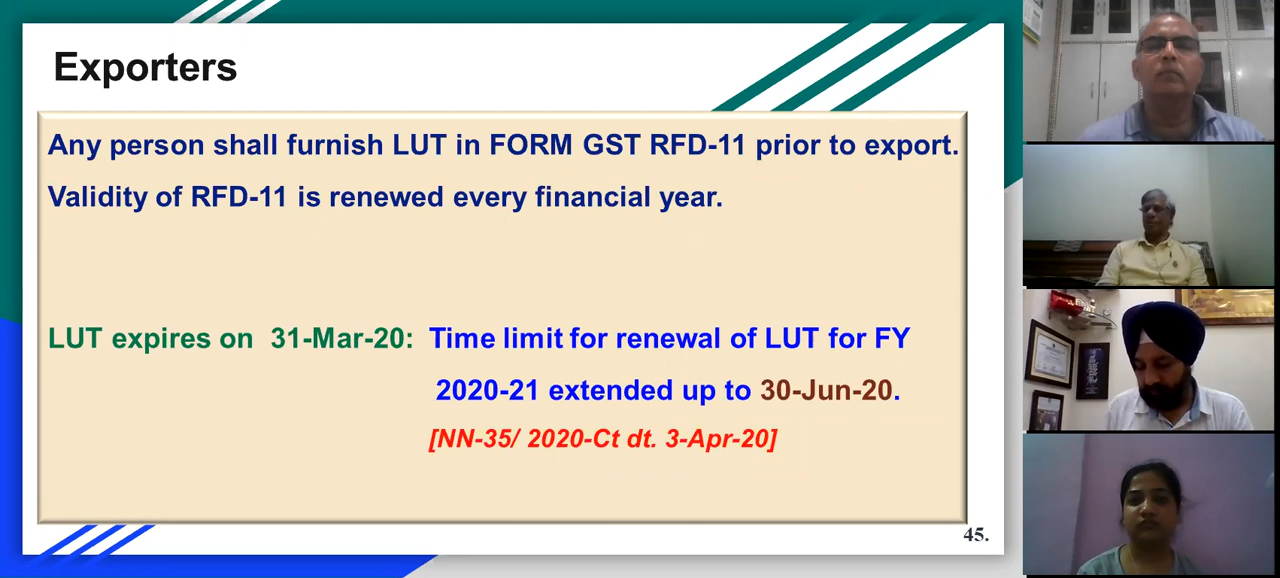 Exporters
Any person shall furnish LUT in FORM GST RFD-11 prior to export.
Validity of RFD-11 is renewed every financial year.
LUT expires on 31-Mar-20: Time limit for renewal of LUT for FY
2020-21 extended up to 30-Jun-20.
[NN-35/ 2020-Ct dt. 3-Apr-20]
45.